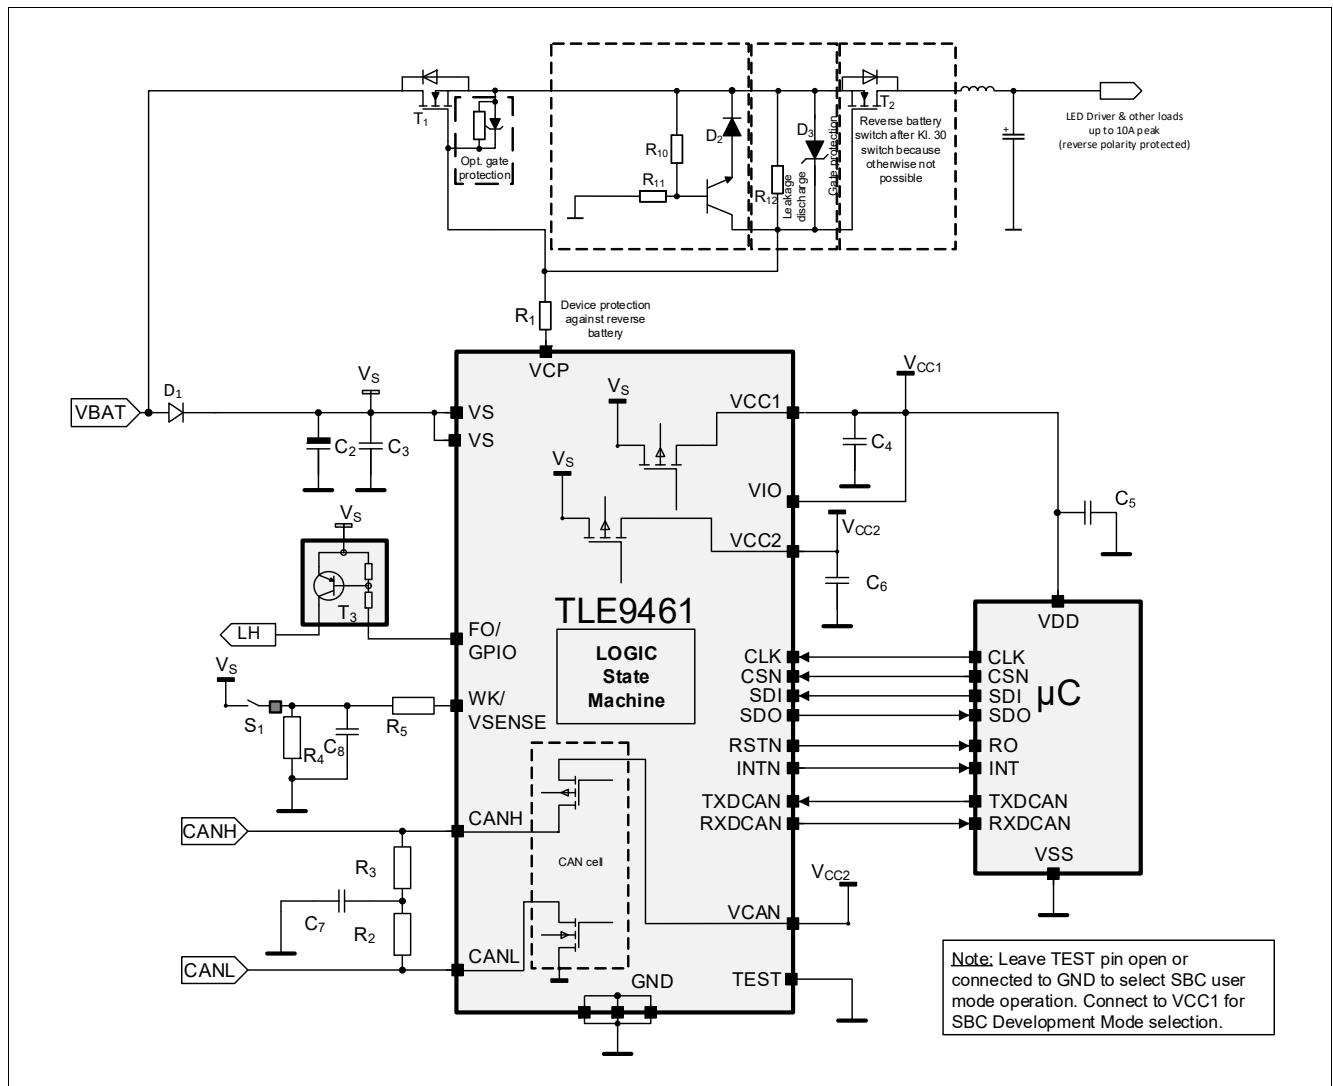 T1
Opt. gate
protection
R10
R11
D2
R12
Leakage
discharge
D3
Gate protection
T2
Reverse battery
switch after Kl. 30
switch because
otherwise not
possible
+
LED Driver & other loads
up to 10A peak
(reverse polarity protected)
R1
Device protection
against reverse
battery
VCP
VBAT
D1
VS
C2
C3
VS
VS
VS
VS
VCC1
VCC1
C4
VIO
VCC2
VCC2
C6
C5
VS
T3
LH
FO/
GPIO
TLE9461
LOGIC
State
Machine
VS
S1
R4
C8
R5
WK/
VSENSE
CLK
CSN
SDI
SDO
RSTN
INTN
TXDCAN
RXDCAN
VDD
CLK
CSN
SDI
SDO
RO
INT
TXDCAN
RXDCAN
µC
VSS
CANH
CANH
R3
C7
R2
CANL
CANL
CAN cell
VCC2
VCAN
TEST
GND
Note: Leave TEST pin open or
connected to GND to select SBC user
mode operation. Connect to VCC1 for
SBC Development Mode selection.